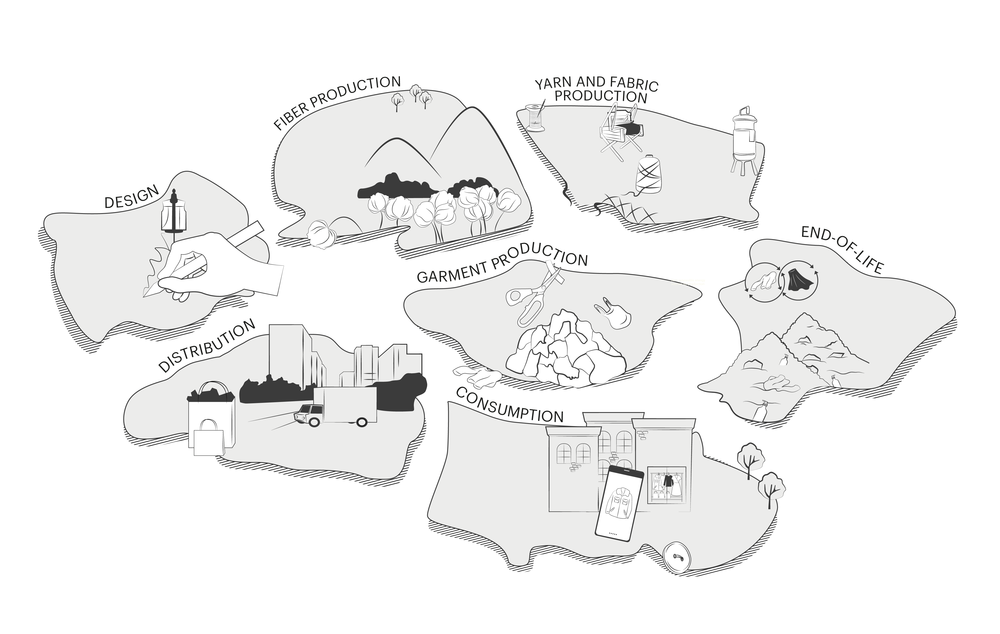 DESIGN
FIBER PRODUCTION
YARN AND FABRIC
PRODUCTION
GARMENT PRODUCTION
END-OF-LIFE
DISTRIBUTION
CONSUMPTION